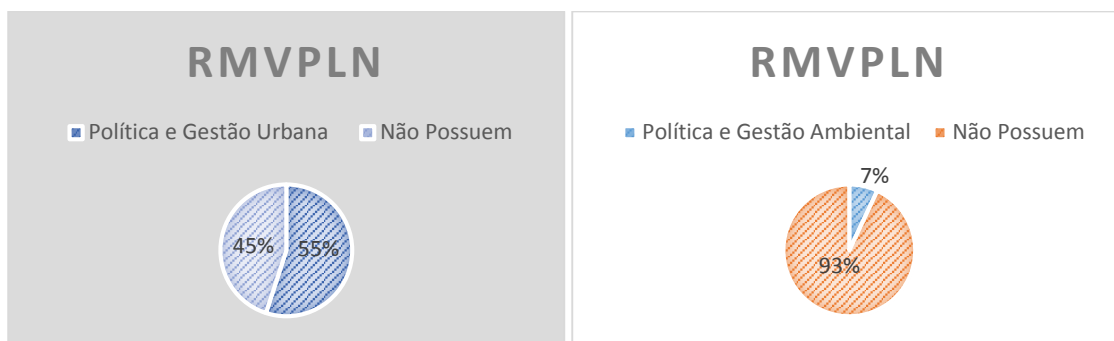 RMVPLN
Política e Gestão Urbana Não Possuem
45% 55%
RMVPLN
Política e Gestão Ambiental Não Possuem
7%
93%